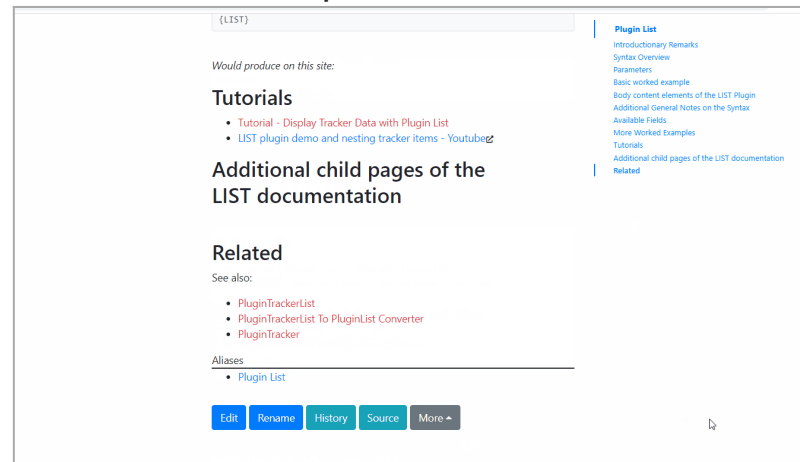 {LIST}
Would produce on this site:
Tutorials
Tutorial - Display Tracker Data with Plugin List
LIST plugin demo and nesting tracker items - Youtube
Additional child pages of the
LIST documentation
Related
See also:
PluginTrackerList
PluginTrackerList To PluginList Converter
PluginTracker
Aliases
Plugin List
Edit Rename History Source More
Plugin List
Introductionary Remarks
Syntax Overview
Parameters
Basic worked example
Body content elements of the LIST Plugin
Additional General Notes on the Syntax
Available Fields
More Worked Examples
Tutorials
Additional child pages of the LIST documentation
Related